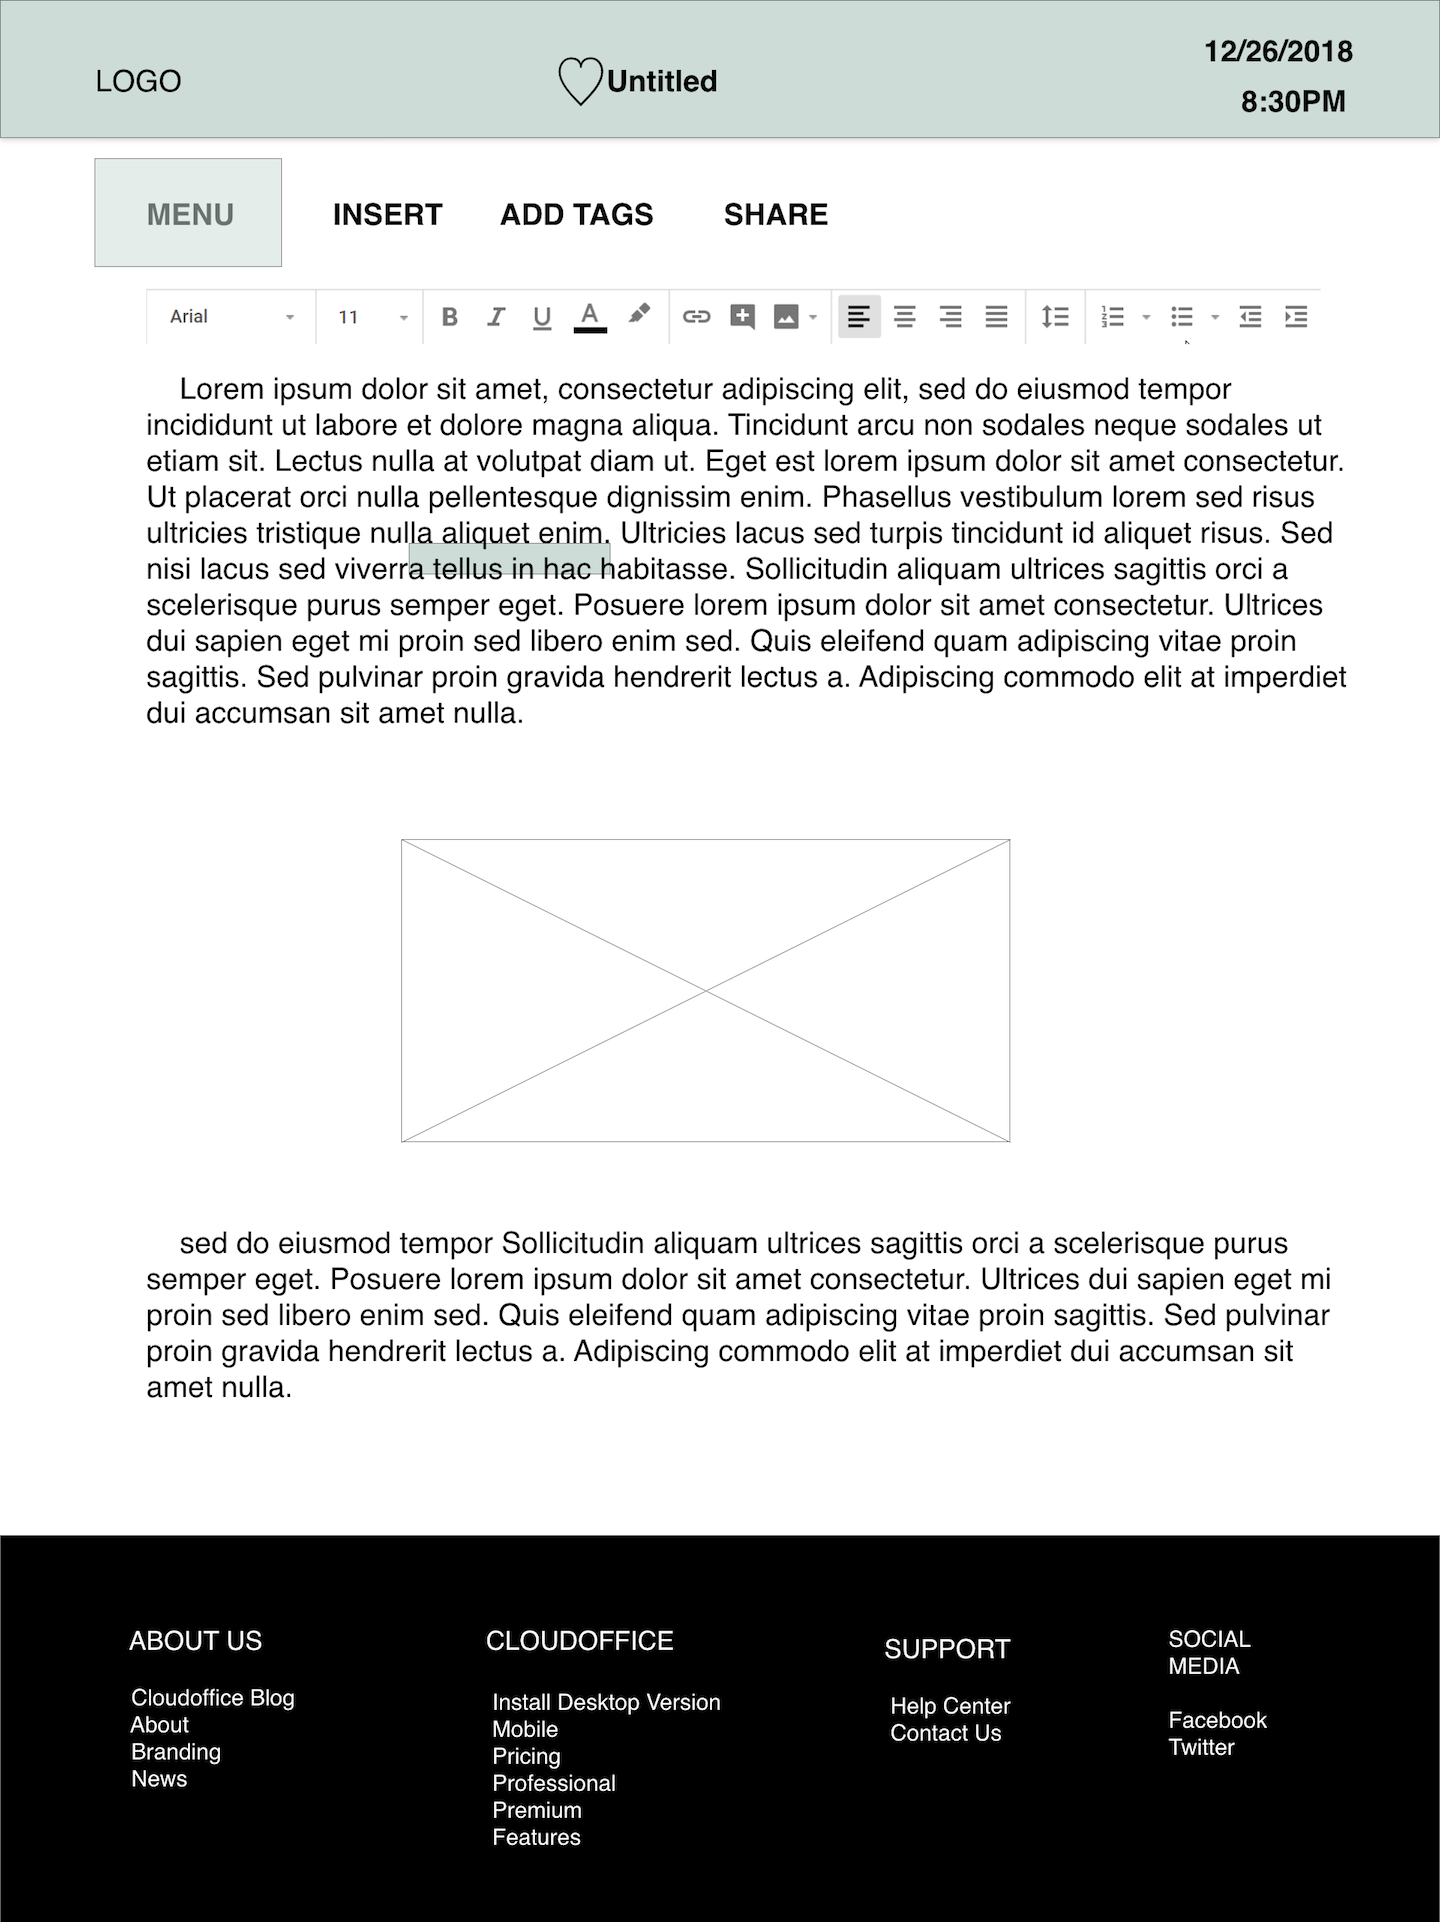 LOGO
Untitled
12/26/2018
8:30PM
MENU INSERT ADD TAGS SHARE
Arial 11 B I U A
Lorem ipsum dolor sit amet, consectetur adipiscing elit, sed do eiusmod tempor
incididunt ut labore et dolore magna aliqua. Tincidunt arcu non sodales neque sodales ut
etiam sit. Lectus nulla at volutpat diam ut. Eget est lorem ipsum dolor sit amet consectetur.
Ut placerat orci nulla pellentesque dignissim enim. Phasellus vestibulum lorem sed risus
ultricies tristique nulla aliquet enim. Ultricies lacus sed turpis tincidunt id aliquet risus. Sed
nisi lacus sed viverra tellus in hac habitasse. Sollicitudin aliquam ultrices sagittis orci a
scelerisque purus semper eget. Posuere lorem ipsum dolor sit amet consectetur. Ultrices
dui sapien eget mi proin sed libero enim sed. Quis eleifend quam adipiscing vitae proin
sagittis. Sed pulvinar proin gravida hendrerit lectus a. Adipiscing commodo elit at imperdiet
dui accumsan sit amet nulla.
sed do eiusmod tempor Sollicitudin aliquam ultrices sagittis orci a scelerisque purus
semper eget. Posuere lorem ipsum dolor sit amet consectetur. Ultrices dui sapien eget mi
proin sed libero enim sed. Quis eleifend quam adipiscing vitae proin sagittis. Sed pulvinar
proin gravida hendrerit lectus a. Adipiscing commodo elit at imperdiet dui accumsan sit
amet nulla.
ABOUT US
Cloudoffice Blog
About
Branding
News
CLOUDOFFICE
Install Desktop Version
Mobile
Pricing
Professional
Premium
Features
SUPPORT
Help Center
Contact Us
SOCIAL
MEDIA
Facebook
Twitter